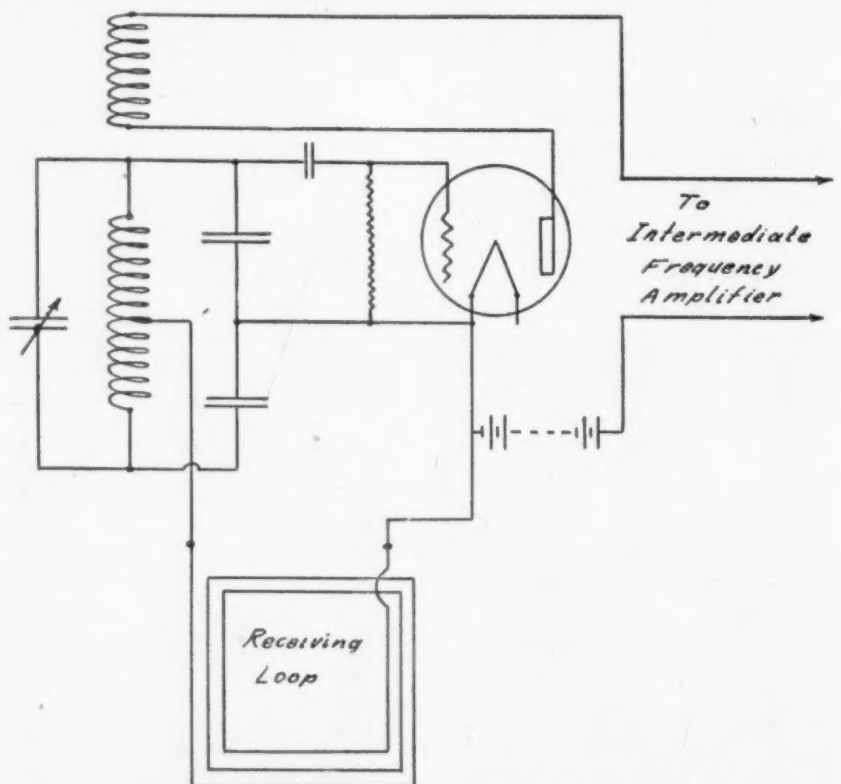 To
Intermediate
Frequency
Amplifier
Receiving
Loop